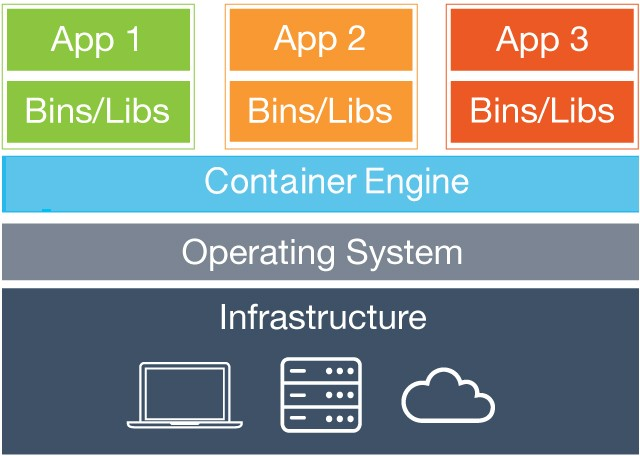 App 1
App 2
App 3
Bins/Libs
Bins/Libs
Bins/Libs
Container Engine
Operating System
Infrastructure